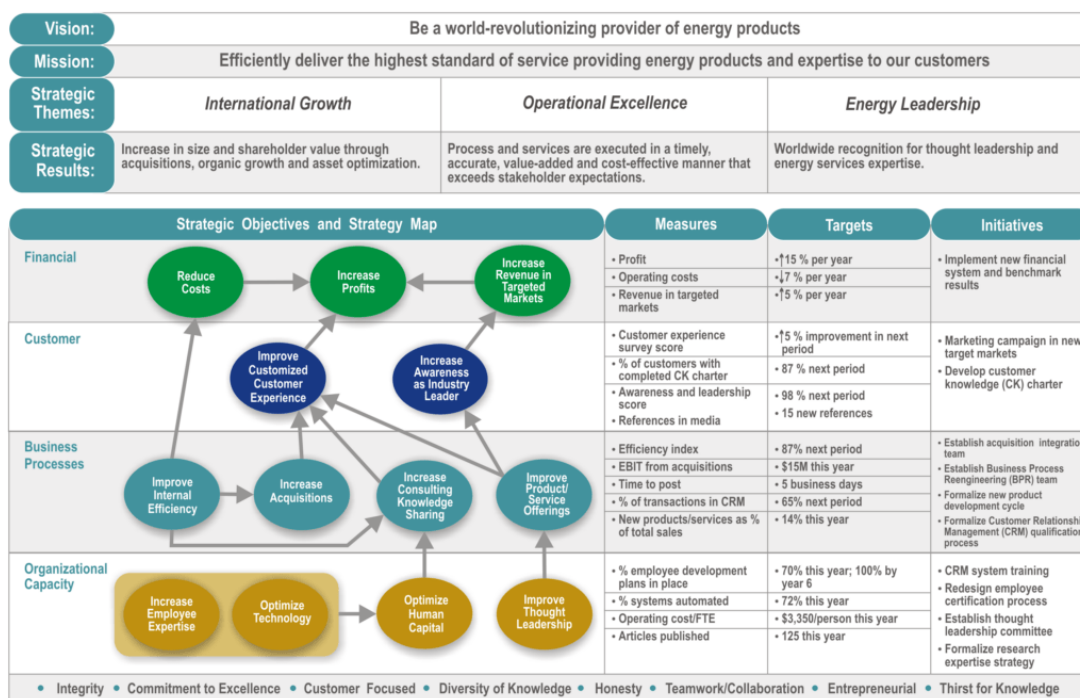 Vision:
Be a world-revolutionizing provider of energy products
Mission:
Efficiently deliver the highest standard of service providing energy products and expertise to our customers
Strategic
Themes:
International Growth
Operational Excellence
Energy Leadership
Strategic
Results:
Increase in size and shareholder value through
acquisitions, organic growth and asset optimization.
Process and services are executed in a timely,
accurate, value-added and cost-effective manner that
exceeds stakeholder expectations.
Worldwide recognition for thought leadership and
energy services expertise.
Strategic Objectives and Strategy Map
Measures
Targets
Initiatives
Financial
Reduce
Costs
Increase
Profits
Increase
Revenue in
Targeted
Markets
• Profit
• Operating costs
• Revenue in targeted
markets
•↑15 % per year
•↓7 % per year
•↑5 % per year
• Implement new financial
system and benchmark
results
Customer
Improve
Customized
Customer
Experience
Increase
Awareness
as Industry
Leader
• Customer experience
survey score
• % of customers with
completed CK charter
• Awareness and leadership
score
• References in media
•↑5 % improvement in next
period
• 87 % next period
• 98 % next period
• 15 new references
• Marketing campaign in new
target markets
• Develop customer
knowledge (CK) charter
Business
Processes
Improve
Internal
Efficiency
Increase
Acquisitions
Increase
Consulting
Knowledge
Sharing
Improve
Product/
Service
Offerings
• Efficiency index
• EBIT from acquisitions
• Time to post
• % of transactions in CRM
• New products/services as %
of total sales
• 87% next period
• $15M this year
• 5 business days
• 65% next period
• 14% this year
• Establish acquisition integration
team
• Establish Business Process
Reengineering (BPR) team
• Formalize new product
development cycle
• Formalize Customer Relationship
Management (CRM) qualification
process
Organizational
Capacity
Increase
Employee
Expertise
Optimize
Technology
Optimize
Human
Capital
Improve
Thought
Leadership
• % employee development
plans in place
• % systems automated
• Operating cost/FTE
• Articles published
• 70% this year; 100% by
year 6
• 72% this year
• $3,350/person this year
• 125 this year
• CRM system training
• Redesign employee
certification process
• Establish thought
leadership committee
• Formalize research
expertise strategy
• Integrity • Commitment to Excellence • Customer Focused • Diversity of Knowledge • Honesty • Teamwork/Collaboration • Entrepreneurial • Thirst for Knowledge